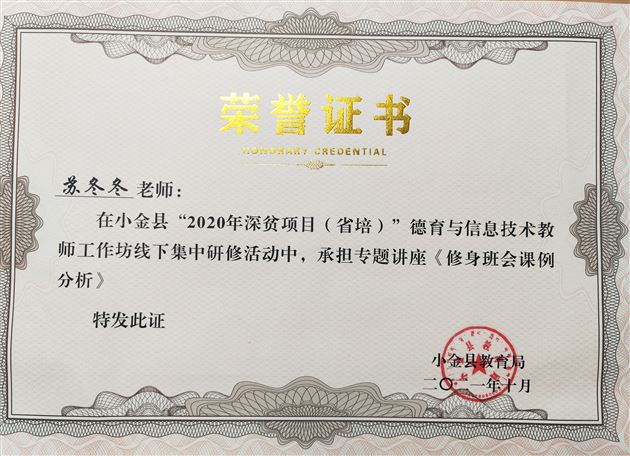 荣誉证书
HONORARY CREDENTIAL
苏冬冬老师：
在小金县“2020年深贫项目（省培）”德育与信息技术教
师工作坊线下集中研修活动中，承担专题讲座《修身班会课例
分析》
特发此证
小金县教育局
二〇二一年十月